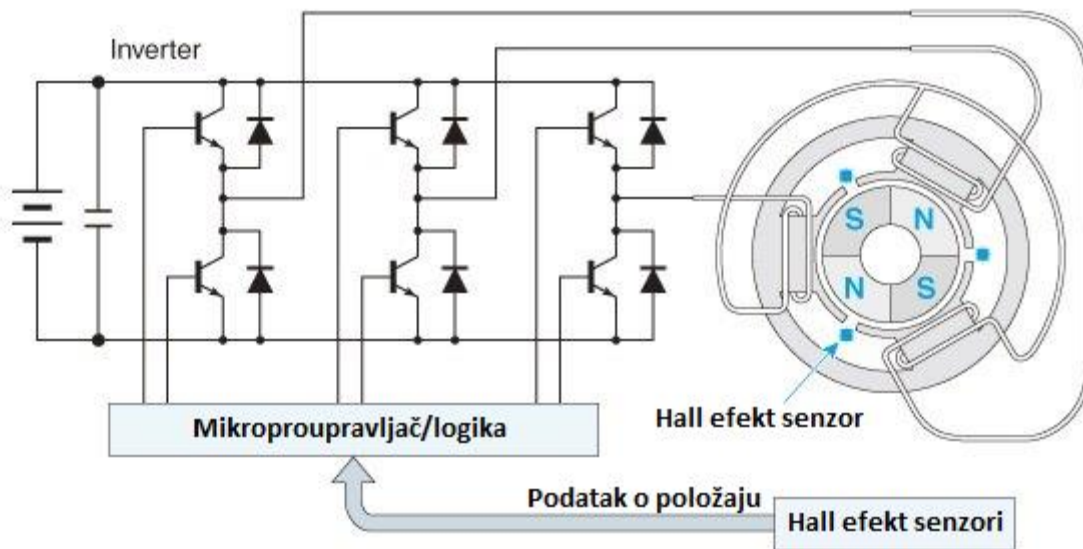 Inverter
S N
N S
Hall efekt senzor
Mikroproupravljač/logika
Podatak o položaju
Hall efekt senzori